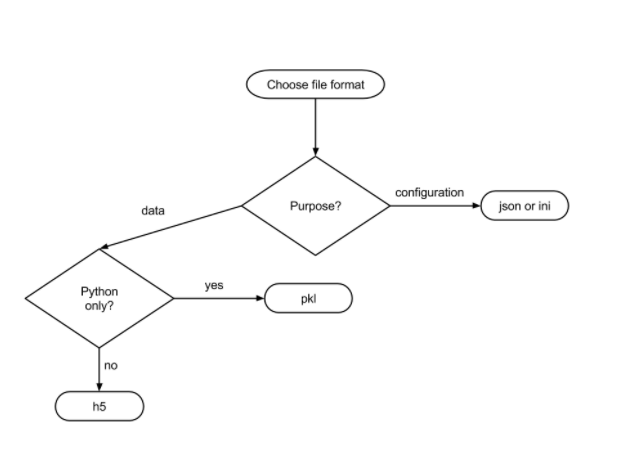 Choose file format
Purpose?
configuration
json or ini
data
Python
only?
yes
pkl
no
h5